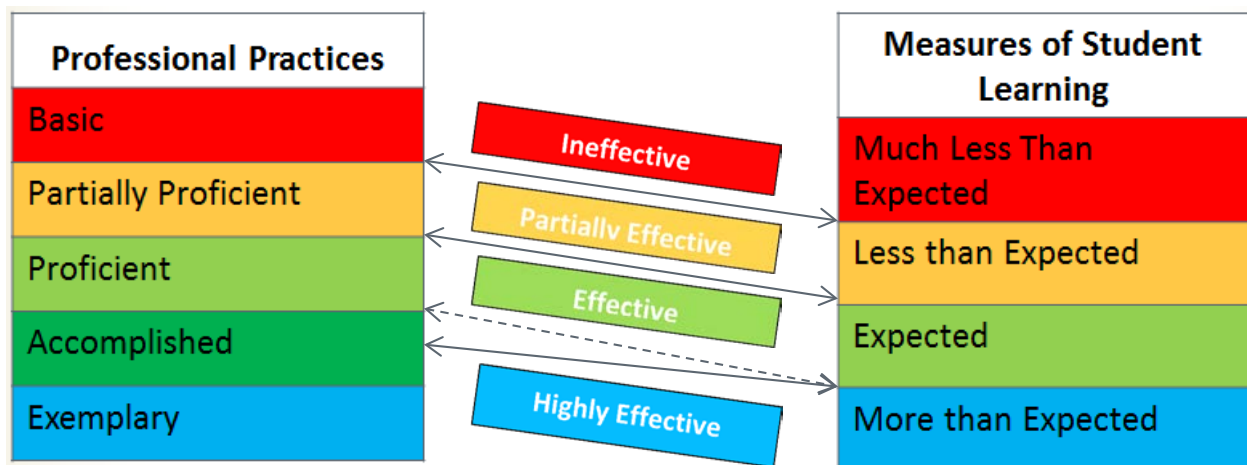 Professional Practices
Basic
Partially Proficient
Proficient
Accomplished
Exemplary
Ineffective
Partially Effective
Effective
Highly Effective
Measures of Student
Learning
Much Less Than
Expected
Less than Expected
Expected
More than Expected